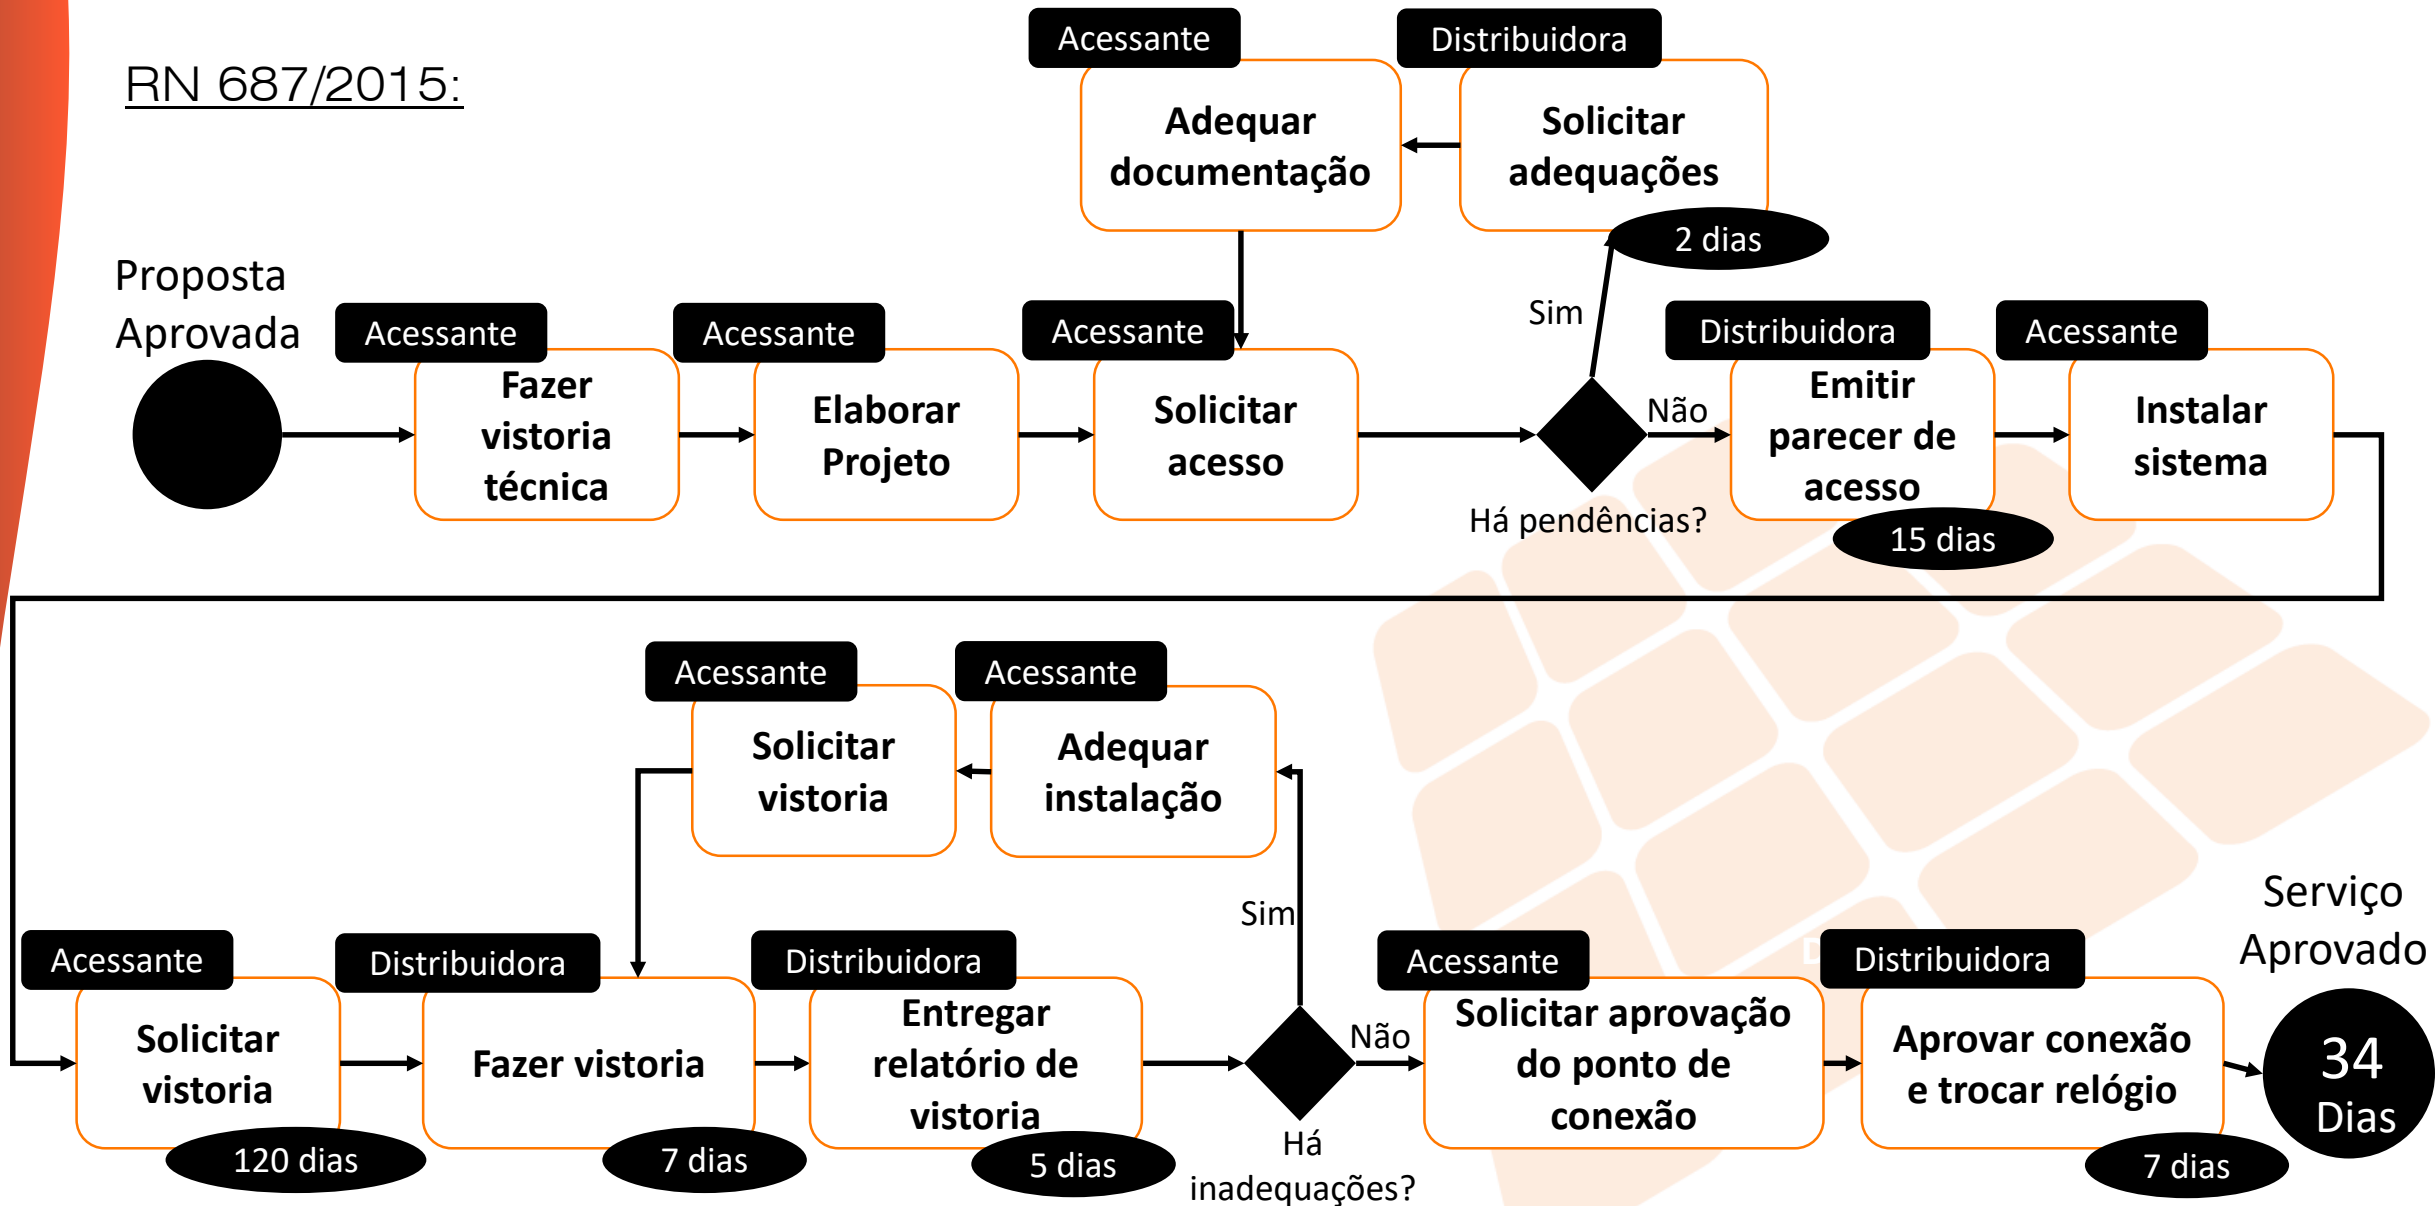 RN 687/2015:
Acessante
Adequar
documentação
Distribuidora
Solicitar
adequações
2 dias
Proposta
Aprovada
Acessante
Fazer
vistoria
técnica
Acessante
Elaborar
Projeto
Acessante
Solicitar
acesso
Sim
Não
Há pendências?
Distribuidora
Emitir
parecer de
acesso
15 dias
Acessante
Instalar
sistema
Acessante
Solicitar
vistoria
Acessante
Adequar
instalação
Sim
Acessante
Solicitar
vistoria
120 dias
Distribuidora
Fazer vistoria
7 dias
Distribuidora
Entregar
relatório de
vistoria
5 dias
Não
Há
inadequações?
Acessante
Solicitar aprovação
do ponto de
conexão
Distribuidora
Aprovar conexão
e trocar relógio
7 dias
Serviço
Aprovado
34
Dias